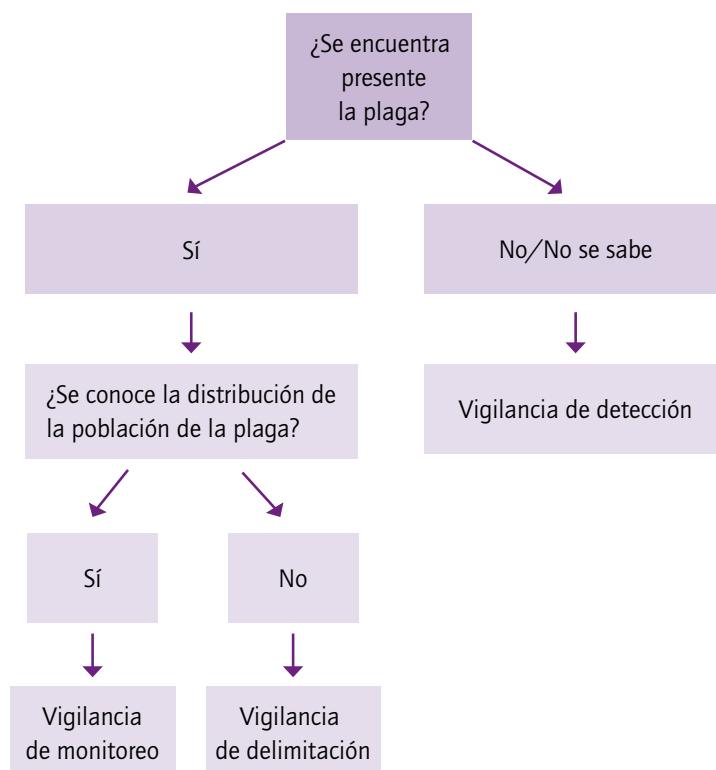 ¿Se encuentra
presente
la plaga?
Sí
No/No se sabe
¿Se conoce la distribución de
la población de la plaga?
Vigilancia de detección
Sí
No
Vigilancia
de monitoreo
Vigilancia
de delimitación